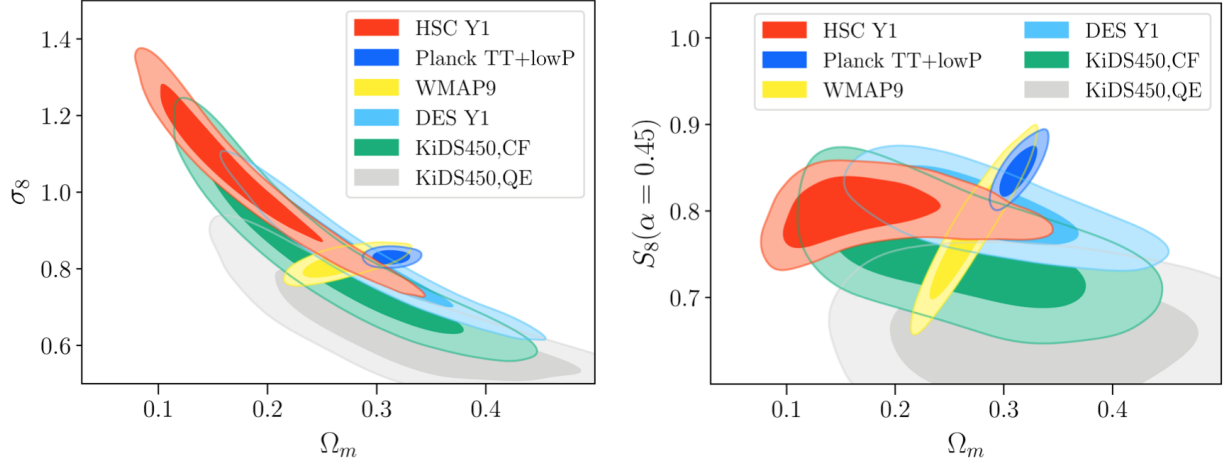 1.4
1.2
1.0
0.8
0.6
σ₈
0.1
0.2
0.3
0.4
Ωₘ
HSC Y1
Planck TT+lowP
WMAP9
DES Y1
KiDS450,CF
KiDS450,QE
1.0
0.9
0.8
0.7
S₈(α = 0.45)
0.1
0.2
0.3
0.4
Ωₘ
HSC Y1
Planck TT+lowP
WMAP9
DES Y1
KiDS450,CF
KiDS450,QE